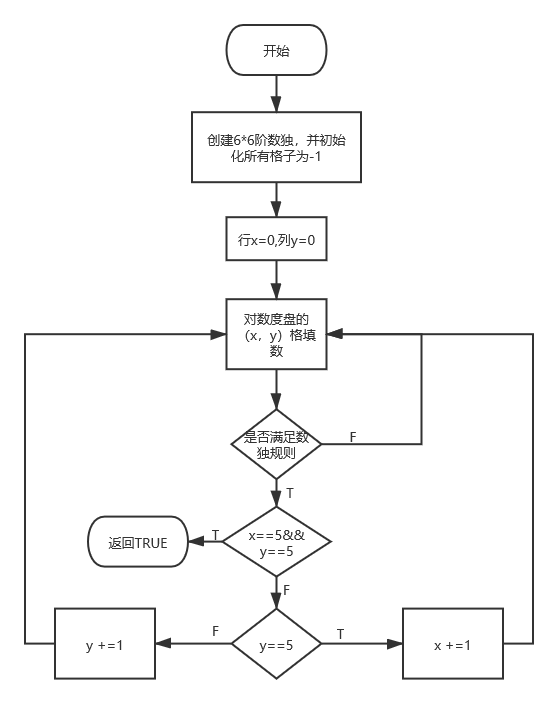 开始
创建6*6阶数独，并初始
化所有格子为-1
行x=0,列y=0
对数度盘的
（x，y）格填
数
是否满足数
独规则
F
T
x==5&&
y==5
T
返回TRUE
F
y +=1
F
y==5
T
x +=1